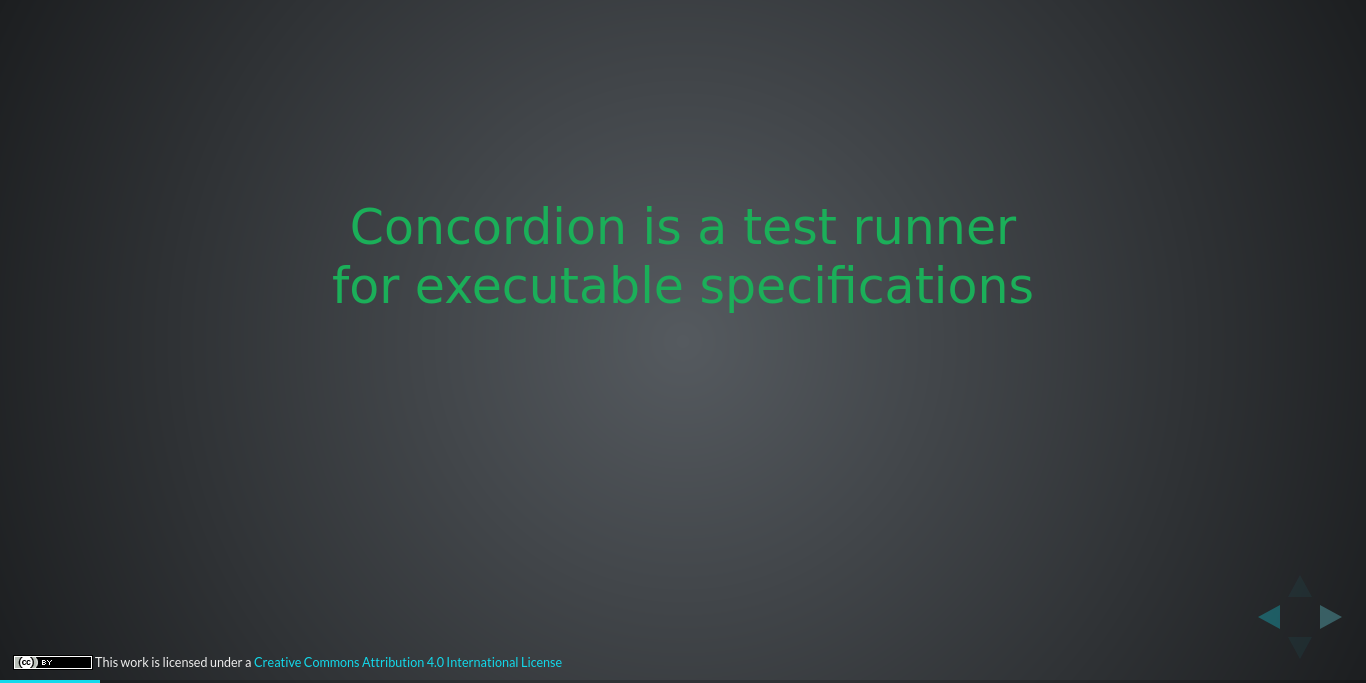 Concordion is a test runner
for executable specifications
(cc) BY This work is licensed under a Creative Commons Attribution 4.0 International License